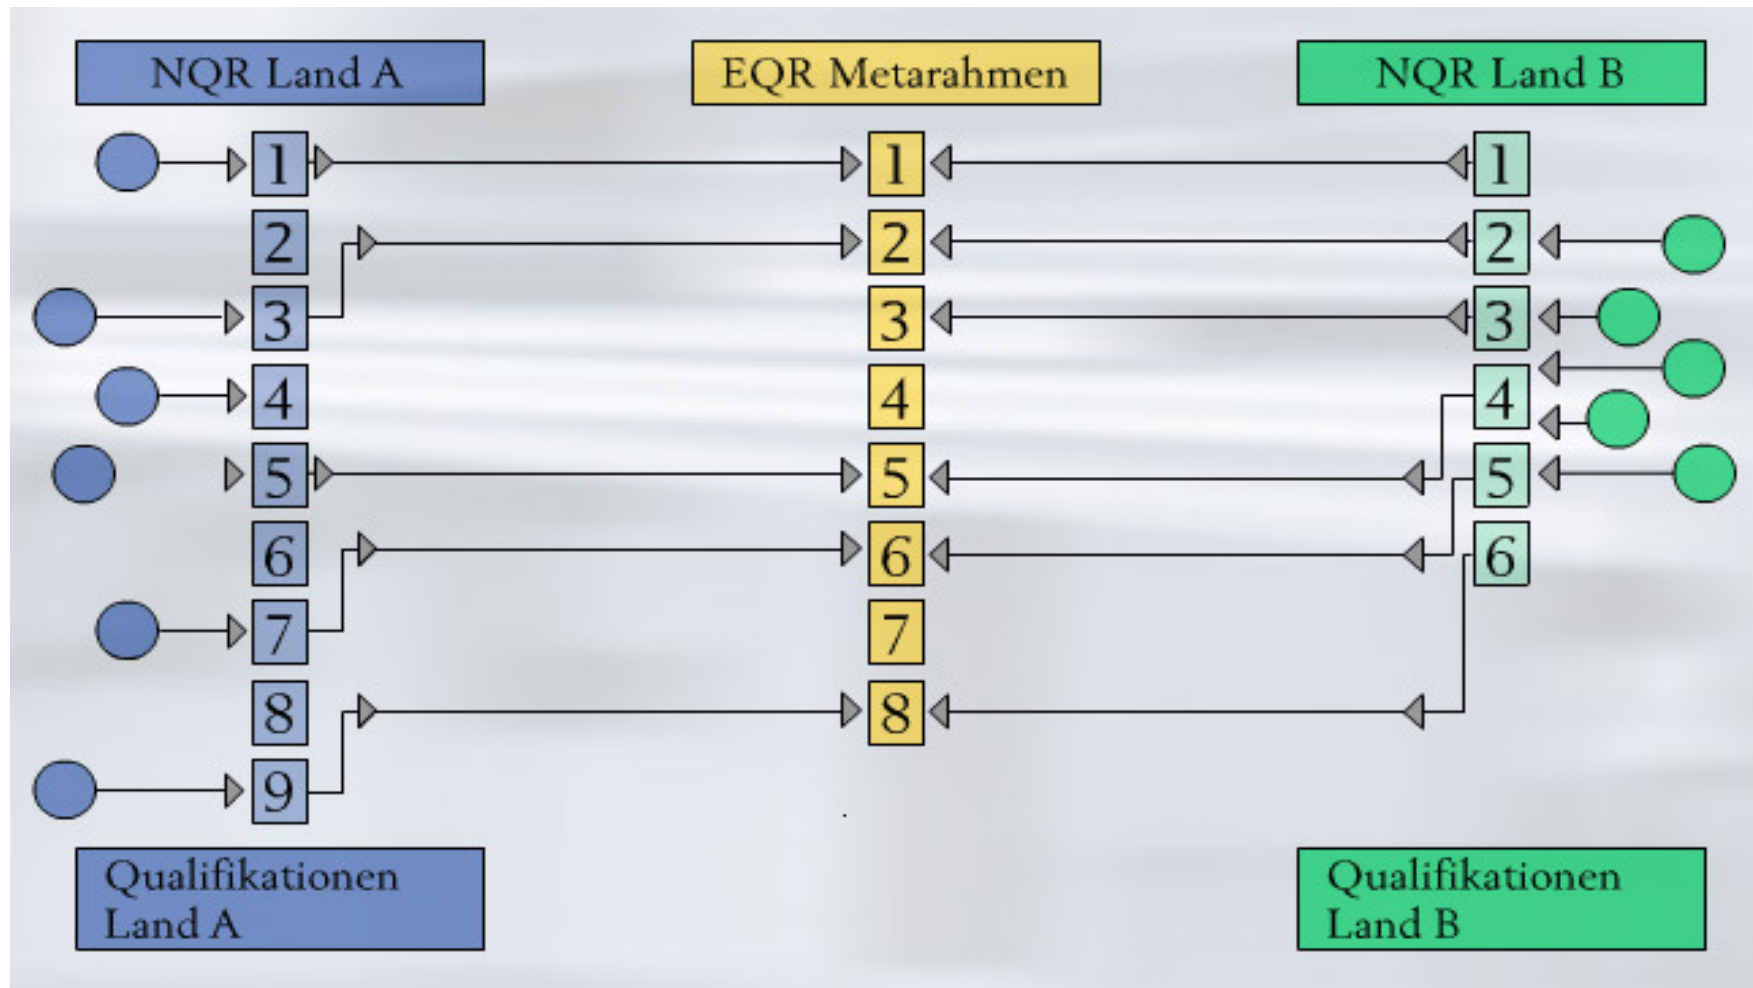 NQR Land A
EQR Metarahmen
NQR Land B
1 1 1
2 2 2
3 3 3
4 4 4
5 5 5
6 6 6
7 7
8 8
9
Qualifikationen
Land A
Qualifikationen
Land B